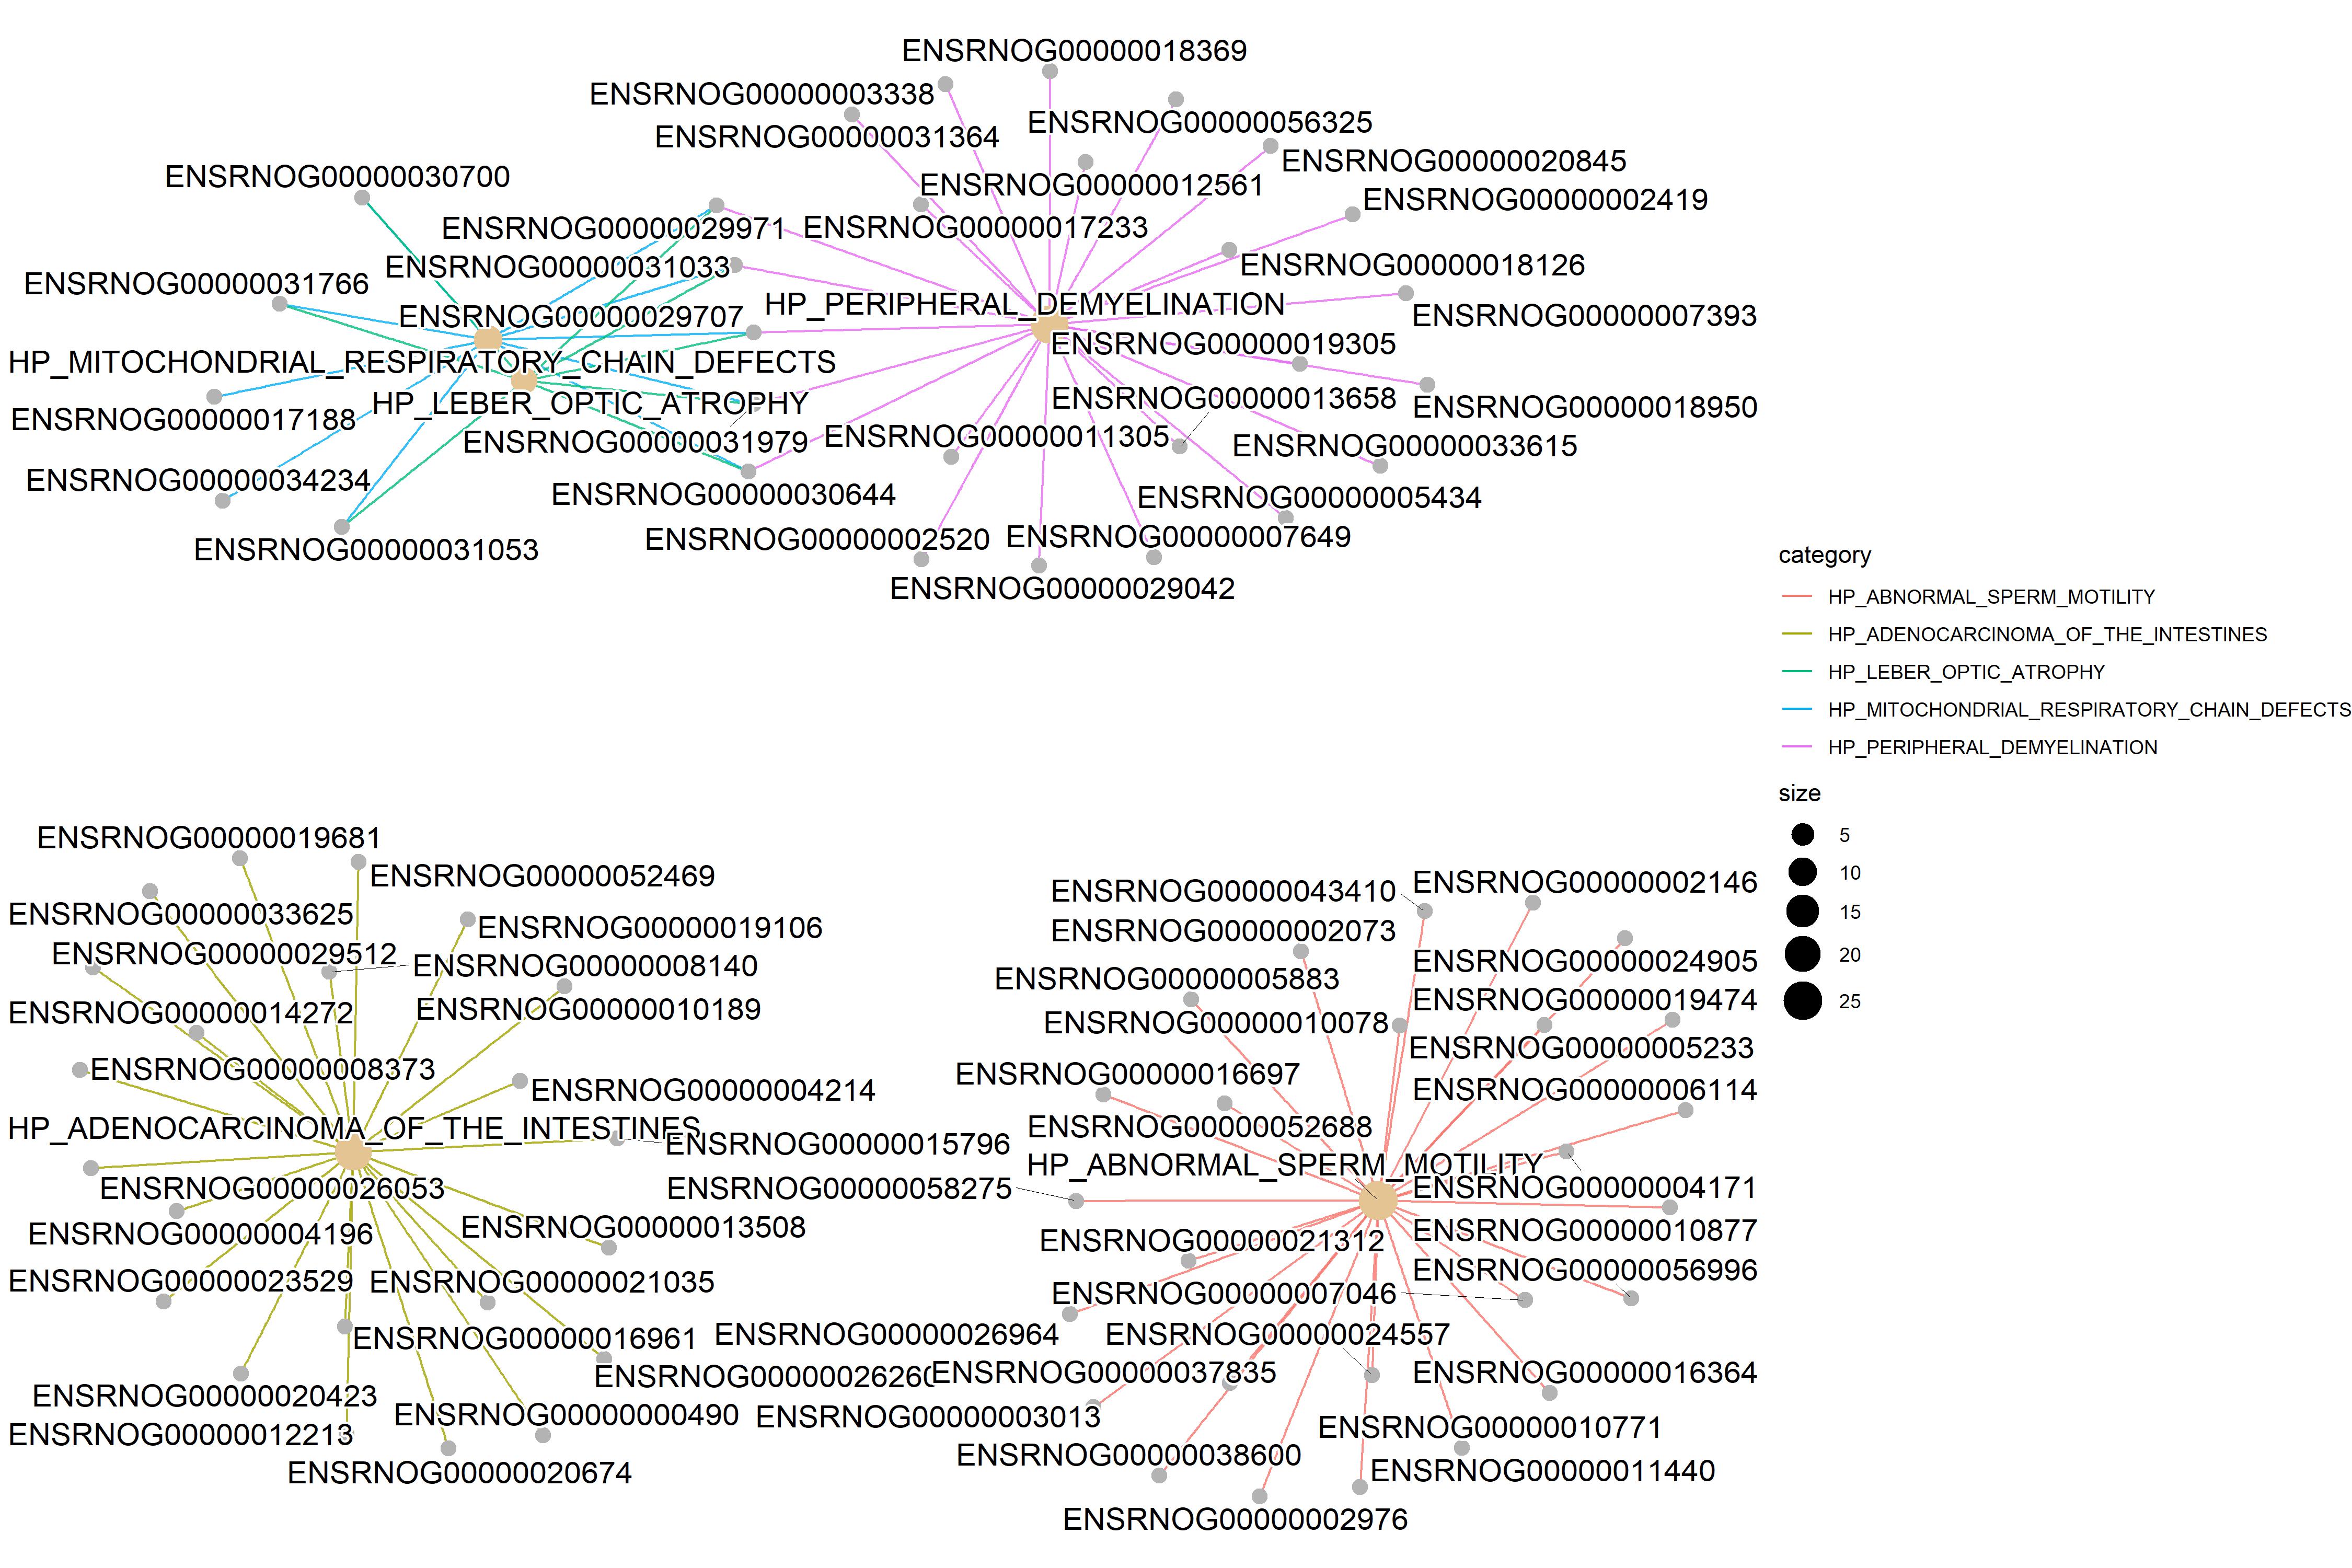 ENSRNOG00000018369
ENSRNOG00000003338
ENSRNOG00000056325
ENSRNOG00000031364
ENSRNOG00000020845
ENSRNOG00000030700
ENSRNOG00000012561
ENSRNOG00000002419
ENSRNOG00000029971
ENSRNOG00000017233
ENSRNOG00000031033
ENSRNOG00000018126
ENSRNOG00000031766
HP_PERIPHERAL_DEMYELINATION
ENSRNOG00000029707
ENSRNOG00000007393
ENSRNOG00000019305
HP_MITOCHONDRIAL_RESPIRATORY_CHAIN_DEFECTS
ENSRNOG00000013658
HP_LEBER_OPTIC_ATROPHY
ENSRNOG00000018950
ENSRNOG00000017188
ENSRNOG00000031979
ENSRNOG00000011305
ENSRNOG00000033615
ENSRNOG00000034234
ENSRNOG00000030644
ENSRNOG00000005434
ENSRNOG00000031053
ENSRNOG00000002520
ENSRNOG00000007649
ENSRNOG00000029042
category
HP_ABNORMAL_SPERM_MOTILITY
HP_ADENOCARCINOMA_OF_THE_INTESTINES
HP_LEBER_OPTIC_ATROPHY
HP_MITOCHONDRIAL_RESPIRATORY_CHAIN_DEFECTS
HP_PERIPHERAL_DEMYELINATION
size
5
10
15
20
25
ENSRNOG00000019681
ENSRNOG00000052469
ENSRNOG00000033625
ENSRNOG00000019106
ENSRNOG00000029512
ENSRNOG00000008140
ENSRNOG00000014272
ENSRNOG00000010189
ENSRNOG00000008373
ENSRNOG00000004214
HP_ADENOCARCINOMA_OF_THE_INTESTINES
ENSRNOG00000015796
ENSRNOG00000026053
ENSRNOG00000004196
ENSRNOG00000013508
ENSRNOG00000023529
ENSRNOG00000021035
ENSRNOG00000016961
ENSRNOG00000026260
ENSRNOG00000020423
ENSRNOG00000000490
ENSRNOG00000012213
ENSRNOG00000020674
ENSRNOG00000043410
ENSRNOG00000002146
ENSRNOG00000002073
ENSRNOG00000024905
ENSRNOG00000005883
ENSRNOG00000019474
ENSRNOG00000010078
ENSRNOG00000005233
ENSRNOG00000016697
ENSRNOG00000006114
ENSRNOG00000052688
HP_ABNORMAL_SPERM_MOTILITY
ENSRNOG00000058275
ENSRNOG00000004171
ENSRNOG00000021312
ENSRNOG00000010877
ENSRNOG00000056996
ENSRNOG00000007046
ENSRNOG00000026964
ENSRNOG00000024557
ENSRNOG00000037835
ENSRNOG00000016364
ENSRNOG00000003013
ENSRNOG00000010771
ENSRNOG00000038600
ENSRNOG00000011440
ENSRNOG00000002976